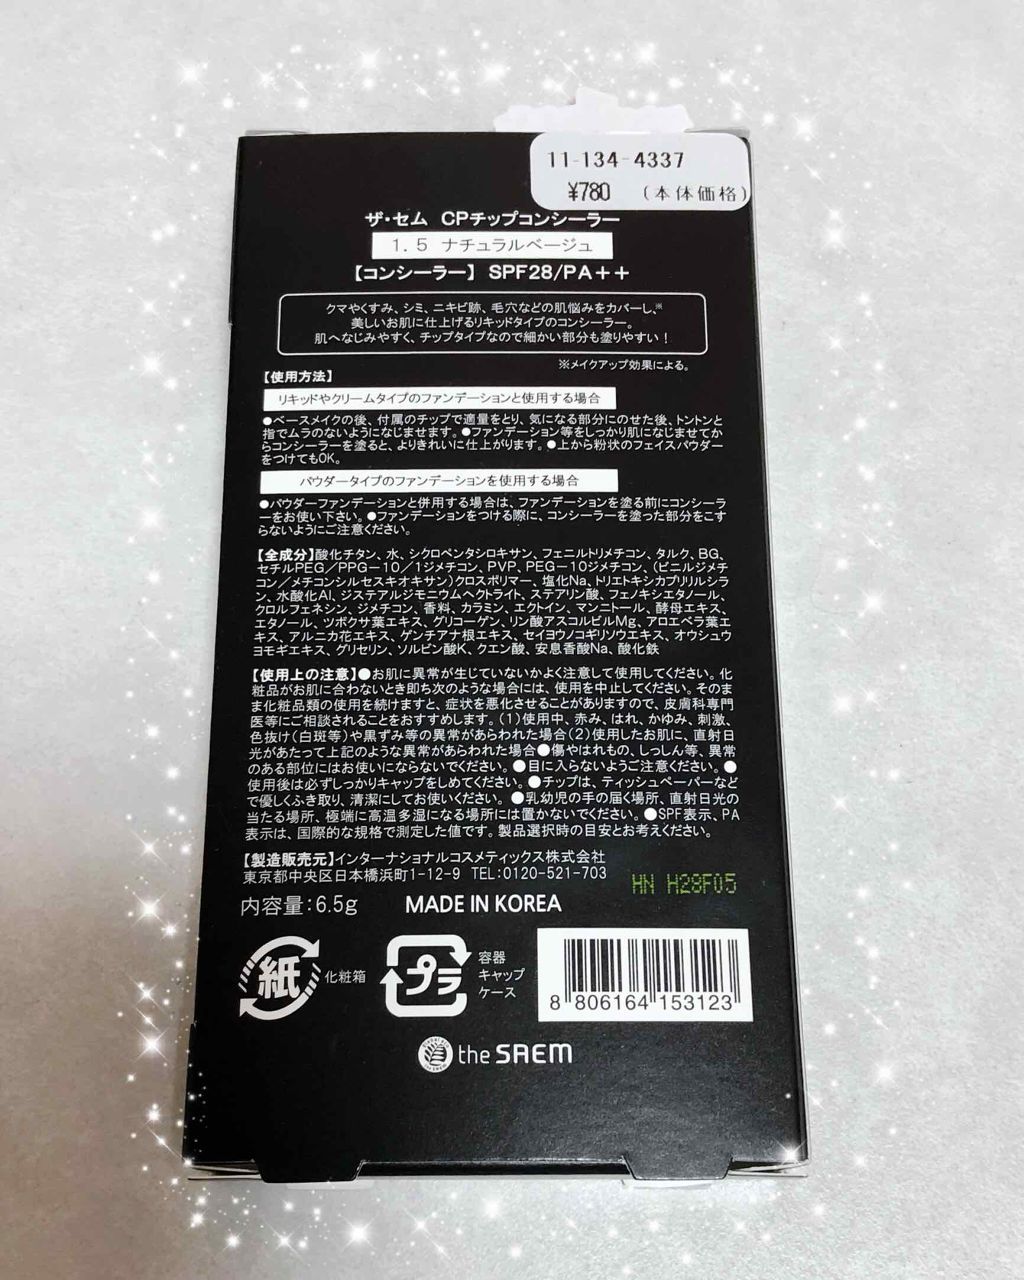 11-134-4337
¥780 (本体価格)
ザ・セム CPチップコンシーラー
1.5 ナチュラルベージュ
【コンシーラー】 SPF28/PA++
クマやくすみ、シミ、ニキビ跡、毛穴などの肌悩みをカバーし、※
美しいお肌に仕上げるリキッドタイプのコンシーラー。
肌へなじみやすく、チップタイプなので細かい部分も塗りやすい!
※メイクアップ効果による。
【使用方法】
リキッドやクリームタイプのファンデーションと使用する場合
●ベースメイクの後、付属のチップで適量をとり、気になる部分にのせた後、トントンと
指でムラのないようになじませます。●ファンデーション等をしっかり肌になじませてか
らコンシーラーを塗ると、よりきれいに仕上がります。●上から粉状のフェイスパウダー
をつけてもOK。
パウダータイプのファンデーションを使用する場合
●パウダーファンデーションと併用する場合は、ファンデーションを塗る前にコンシーラ
ーをお使い下さい。●ファンデーションをつける際に、コンシーラーを塗った部分をこす
らないようにご注意ください。
【全成分】酸化チタン、水、シクロペンタシロキサン、フェニルトリメチコン、タルク、BG、
セチルPEG/PPG-10/1ジメチコン、PVP、PEG-10ジメチコン、(ビニルジメチ
コン/メチコンシルセスキオキサン)クロスポリマー、塩化Na、トリエトキシカプリリルシラ
ン、水酸化Al、ジステアルジモニウムヘクトライト、ステアリン酸、フェノキシエタノール、
クロルフェネシン、ジメチコン、香料、カラミン、エクトイン、マンニトール、酵母エキス、
エタノール、ツボクサ葉エキス、グリコーゲン、リン酸アスコルビルMg、アロエベラ葉エ
キス、アルニカ花エキス、ゲンチアナ根エキス、セイヨウノコギリソウエキス、オウシュウ
ヨモギエキス、グリセリン、ソルビン酸K、クエン酸、安息香酸Na、酸化鉄
【使用上の注意】●お肌に異常が生じていないかよく注意して使用してください。化
粧品がお肌に合わないとき即ち次のような場合には、使用を中止してください。そのま
ま化粧品類の使用を続けますと、症状を悪化させることがありますので、皮膚科専門
医等にご相談されることをおすすめします。(1)使用中、赤み、はれ、かゆみ、刺激、
色抜け(白斑等)や黒ずみ等の異常があらわれた場合(2)使用したお肌に、直射日
光があたって上記のような異常があらわれた場合●傷やはれもの、しっしん等、異常
のある部位にはお使いにならないでください。●目に入らないようご注意ください。●
使用後は必ずしっかりキャップをしめてください。●チップは、ティッシュペーパーなど
で優しくふき取り、清潔にしてお使いください。●乳幼児の手の届く場所、直射日光の
当たる場所、極端に高温多湿になる場所には置かないでください。●SPF表示、PA
表示は、国際的な規格で測定した値です。製品選択時の目安とお考えください。
【製造販売元】インターナショナルコスメティックス株式会社
東京都中央区日本橋浜町1-12-9 TEL:0120-521-703
HN H28F05
内容量:6.5g MADE IN KOREA
紙 化粧箱
プラ 容器
キャップ
ケース
8 806164 153123
the SAEM